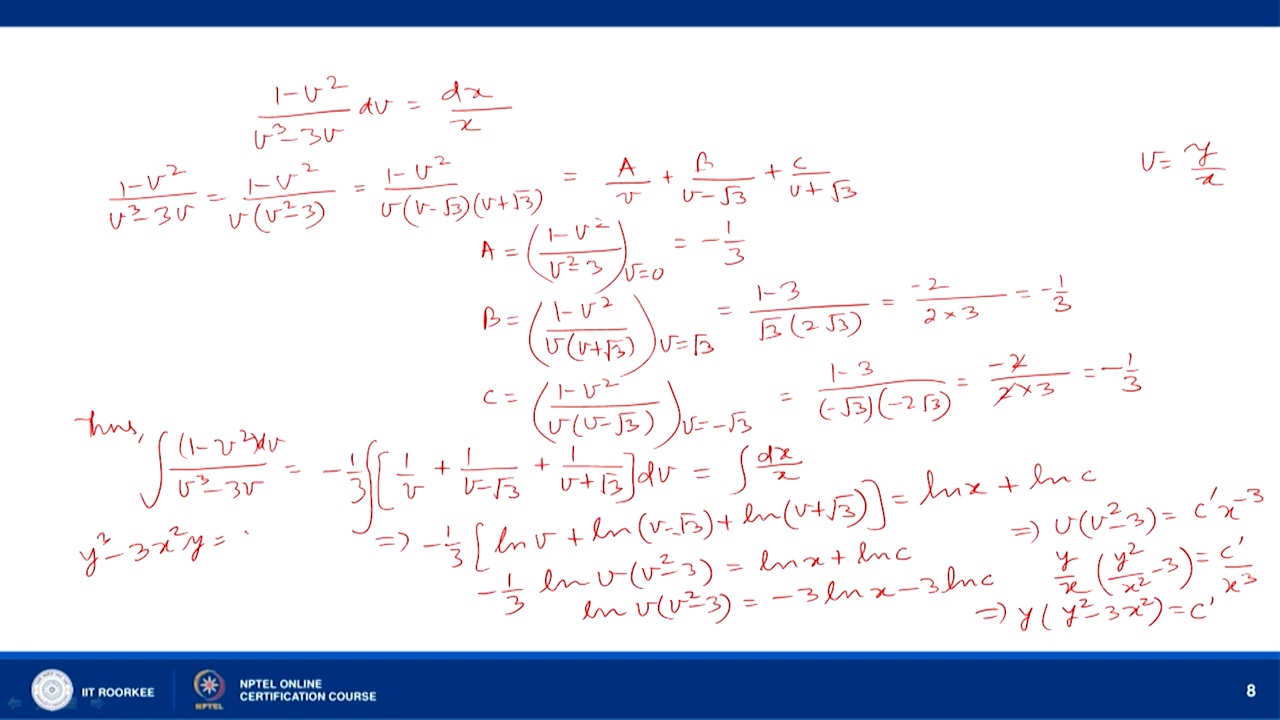 (1-v²)/(v³-3v) dv = dx/x
(1-v²)/(v³-3v) = (1-v²)/(v(v²-3)) = (1-v²)/(v(v-√3)(v+√3)) = A/v + B/(v-√3) + C/(v+√3)
v = y/x
A = ((1-v²)/(v²-3))_{v=0} = -1/3
B = ((1-v²)/(v(v+√3)))_{v=√3} = (1-3)/(√3(2√3)) = -2/(2×3) = -1/3
C = ((1-v²)/(v(v-√3)))_{v=-√3} = (1-3)/((-√3)(-2√3)) = -2/(2×3) = -1/3
Thus,
∫ (1-v²)dv/(v³-3v) = -1/3 ∫[1/v + 1/(v-√3) + 1/(v+√3)]dv = ∫ dx/x
=> -1/3 [ln v + ln(v-√3) + ln(v+√3)] = ln x + ln c
-1/3 ln v(v²-3) = ln x + ln c
ln v(v²-3) = -3 ln x - 3 ln c
=> v(v²-3) = c'x⁻³
y/x (y²/x² - 3) = c'/x³
=> y(y²-3x²) = c'
y³-3x²y =
IIT ROORKEE
NPTEL
NPTEL ONLINE
CERTIFICATION COURSE
8